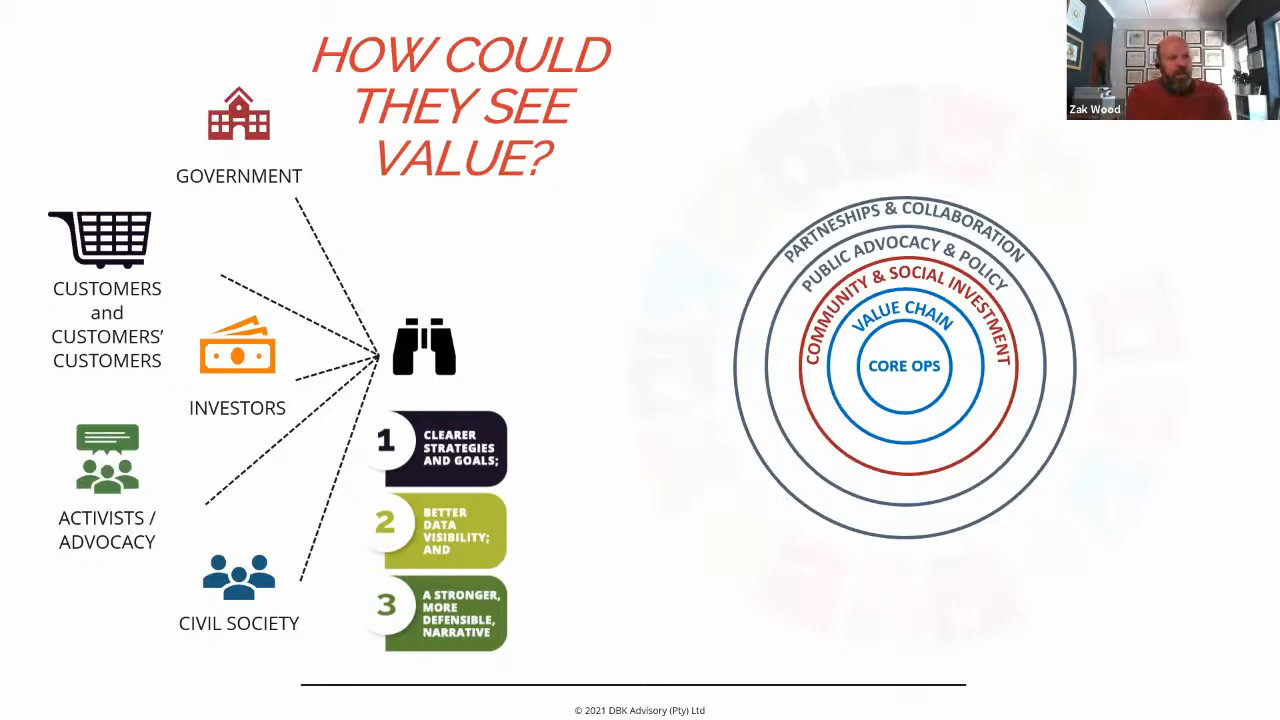 HOW COULD
THEY SEE
VALUE?
Zak Wood
GOVERNMENT
CUSTOMERS
and
CUSTOMERS’
CUSTOMERS
INVESTORS
ACTIVISTS /
ADVOCACY
CIVIL SOCIETY
1
CLEARER
STRATEGIES
AND GOALS;
2
BETTER
DATA
VISIBILITY;
AND
3
A STRONGER,
MORE
DEFENSIBLE,
NARRATIVE
PARTNESHIPS & COLLABORATION
PUBLIC ADVOCACY & POLICY
COMMUNITY & SOCIAL INVESTMENT
VALUE CHAIN
CORE OPS
© 2021 DBK Advisory (Pty) Ltd